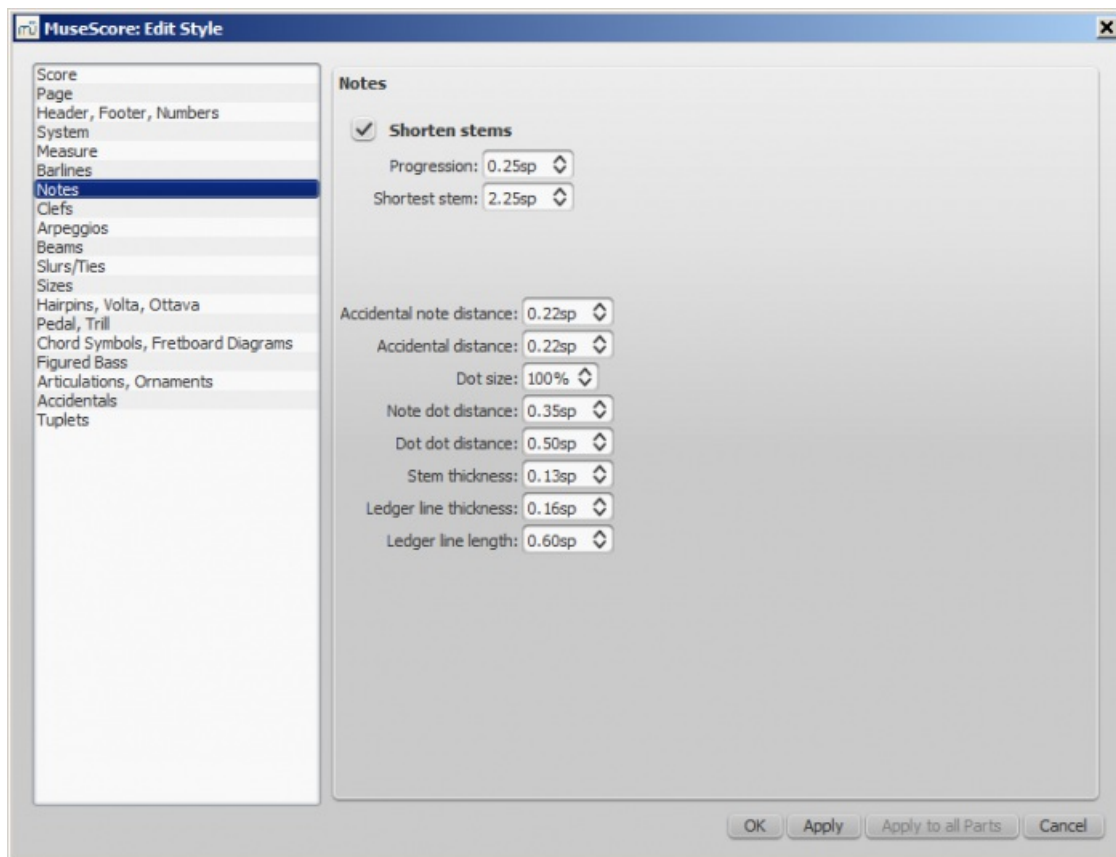 MuseScore: Edit Style
Score
Page
Header, Footer, Numbers
System
Measure
Barlines
Notes
Clefs
Arpeggios
Beams
Slurs/Ties
Sizes
Hairpins, Volta, Ottava
Pedal, Trill
Chord Symbols, Fretboard Diagrams
Figured Bass
Articulations, Ornaments
Accidentals
Tuplets
Notes
Shorten stems
Progression: 0.25sp
Shortest stem: 2.25sp
Accidental note distance: 0.22sp
Accidental distance: 0.22sp
Dot size: 100%
Note dot distance: 0.35sp
Dot dot distance: 0.50sp
Stem thickness: 0.13sp
Ledger line thickness: 0.16sp
Ledger line length: 0.60sp
OK Apply Apply to all Parts Cancel